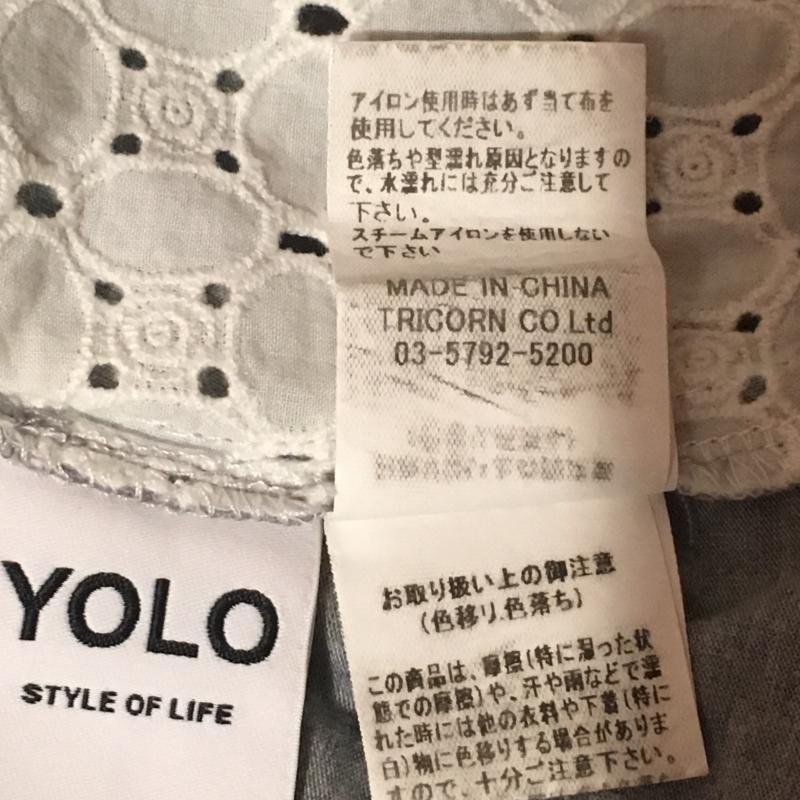 アイロン使用時はあず当て布を
使用してください。
色落ちや型濡れ原因となりますの
で、水濡れには充分ご注意して
下さい。
スチームアイロンを使用しない
で下さい
MADE IN CHINA
TRICORN CO.Ltd
03-5792-5200
お取り扱い上の御注意
(色移り.色落ち)
この商品は、摩擦(特に湿った状
態での摩擦)や、汗や雨などで濡
れた時には他の衣料や下着(特に
白)物に色移りする場合がありま
すので、十分ご注意下さい。
YOLO
STYLE OF LIFE